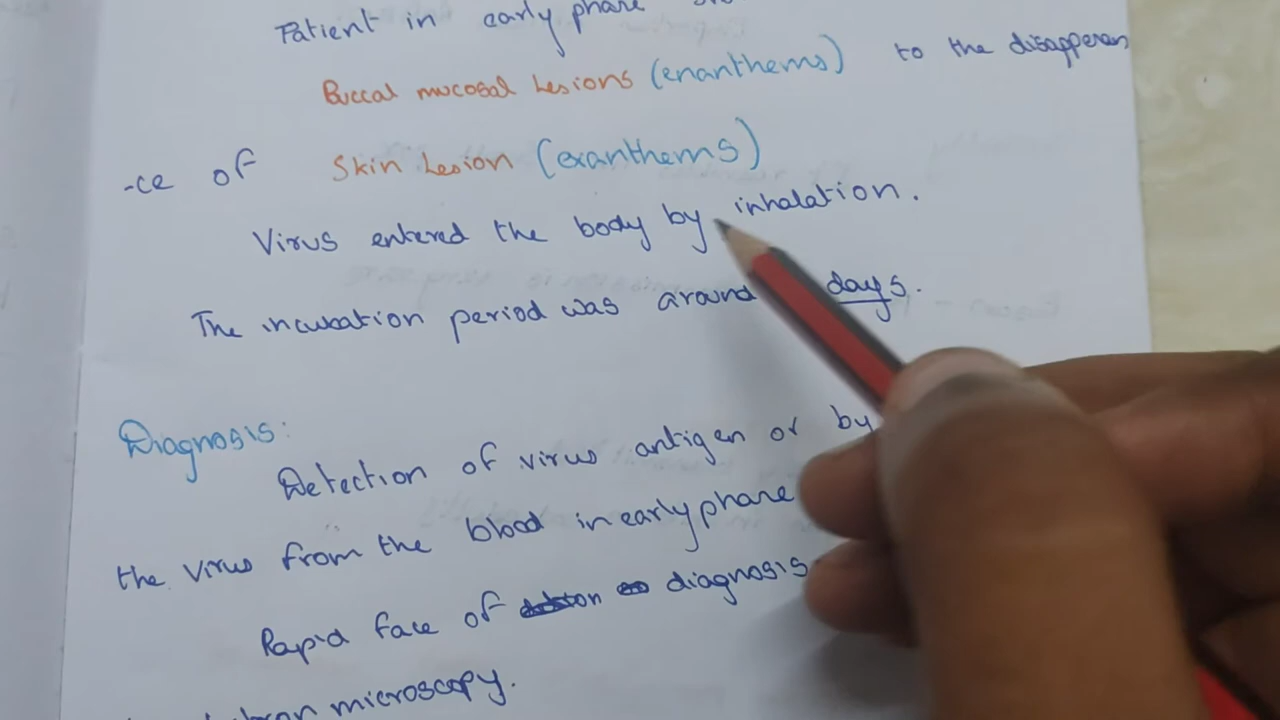 Patient in early phase
Buccal mucosal Lesions (enanthems) to the disapperen
-ce of Skin Lesion (exanthems)
Virus entered the body by inhalation.
The incubation period was around days.
Diagnosis:
Detection of virus antigen or by
the virus from the blood in early phase
Rapid face of diagnosis
microscopy.